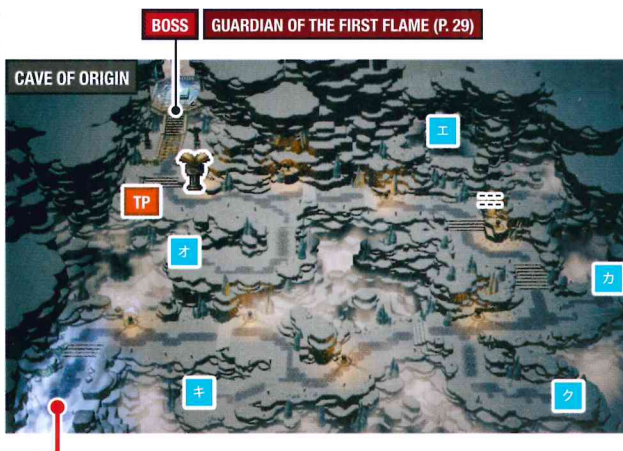 BOSS GUARDIAN OF THE FIRST FLAME (P. 29)
CAVE OF ORIGIN
エ
TP
オ
カ
キ
ク